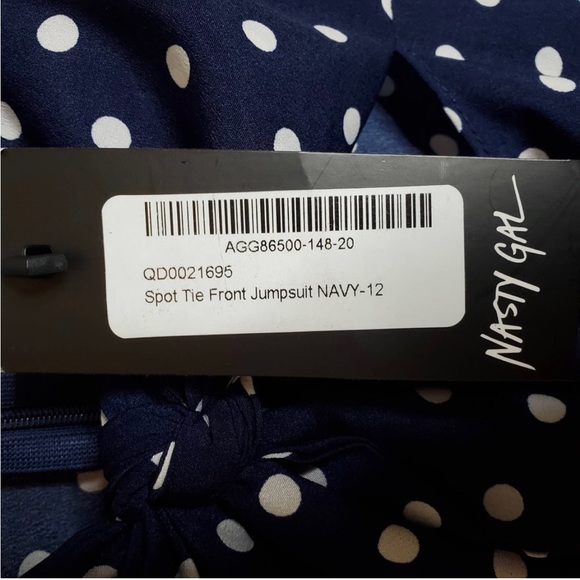 AGG86500-148-20
QD0021695
Spot Tie Front Jumpsuit NAVY-12
NASTY GAL